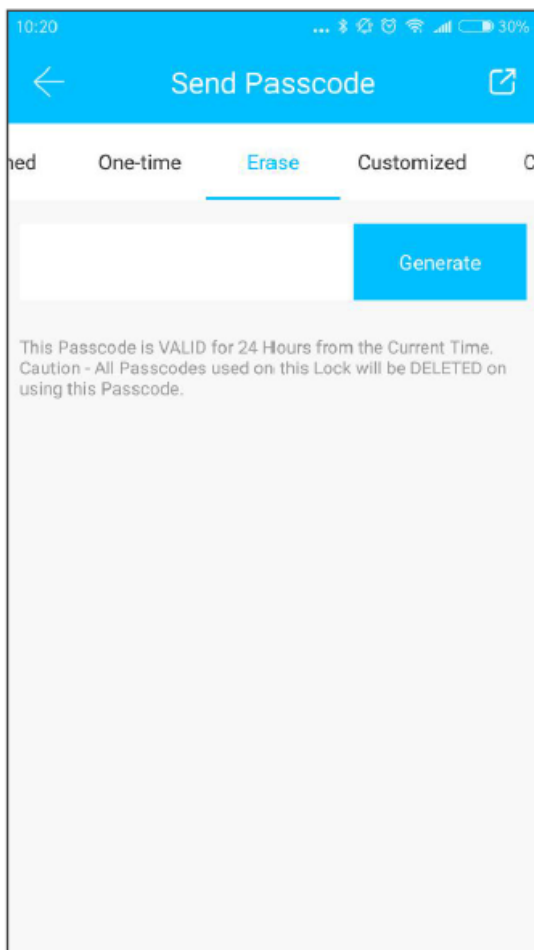 10:20 ... 30%
Send Passcode
ned One-time Erase Customized C
Generate
This Passcode is VALID for 24 Hours from the Current Time.
Caution - All Passcodes used on this Lock will be DELETED on
using this Passcode.